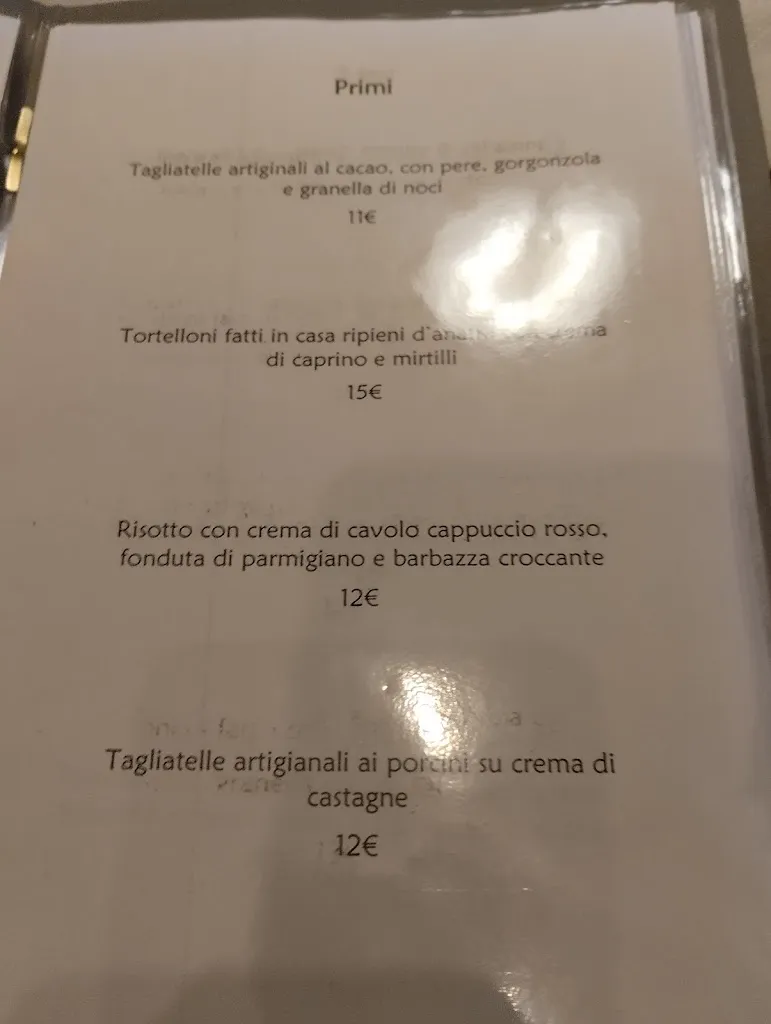 Primi
Tagliatelle artiginali al cacao, con pere, gorgonzola
e granella di noci
11€
Tortelloni fatti in casa ripieni
di caprino e mirtilli
15€
Risotto con crema di cavolo cappuccio rosso,
fonduta di parmigiano e barbazza croccante
12€
Tagliatelle artigianali ai porcini su crema di
castagne
12€